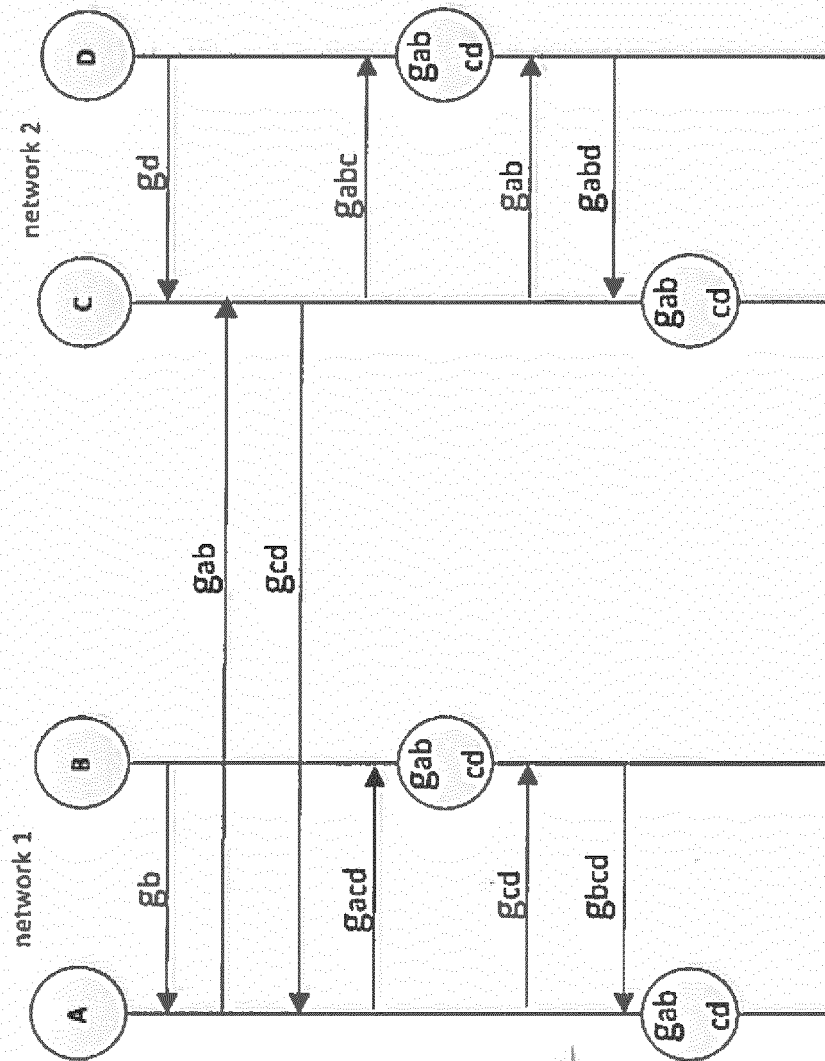 network 1
network 2
A
B
C
D
gb
gd
gab
gcd
gacd
gabc
gab
cd
gab
cd
gcd
gab
gbcd
gabd
gab
cd
gab
cd